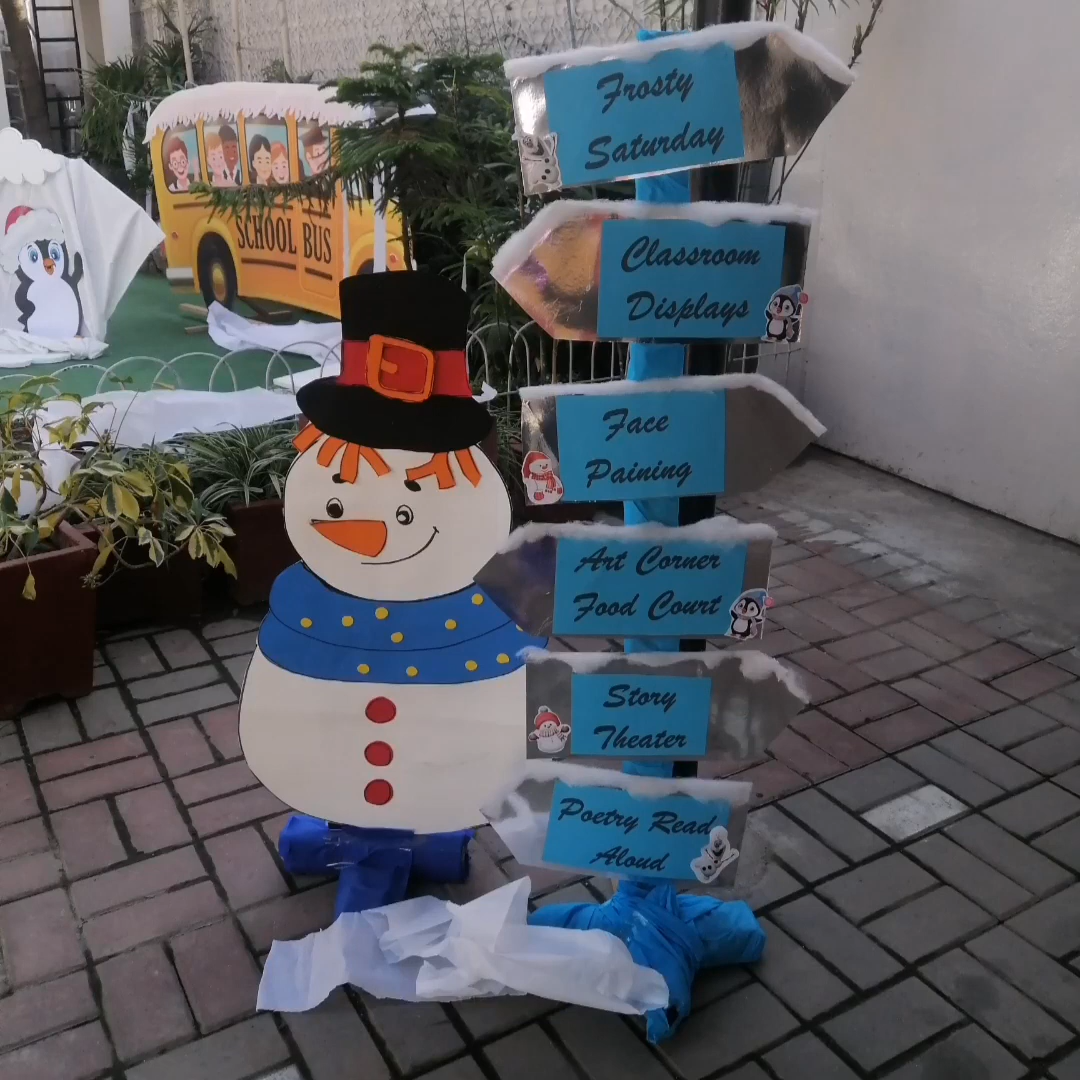 SCHOOL BUS
Frosty
Saturday
Classroom
Displays
Face
Paining
Art Corner
Food Court
Story
Theater
Poetry Read
Aloud